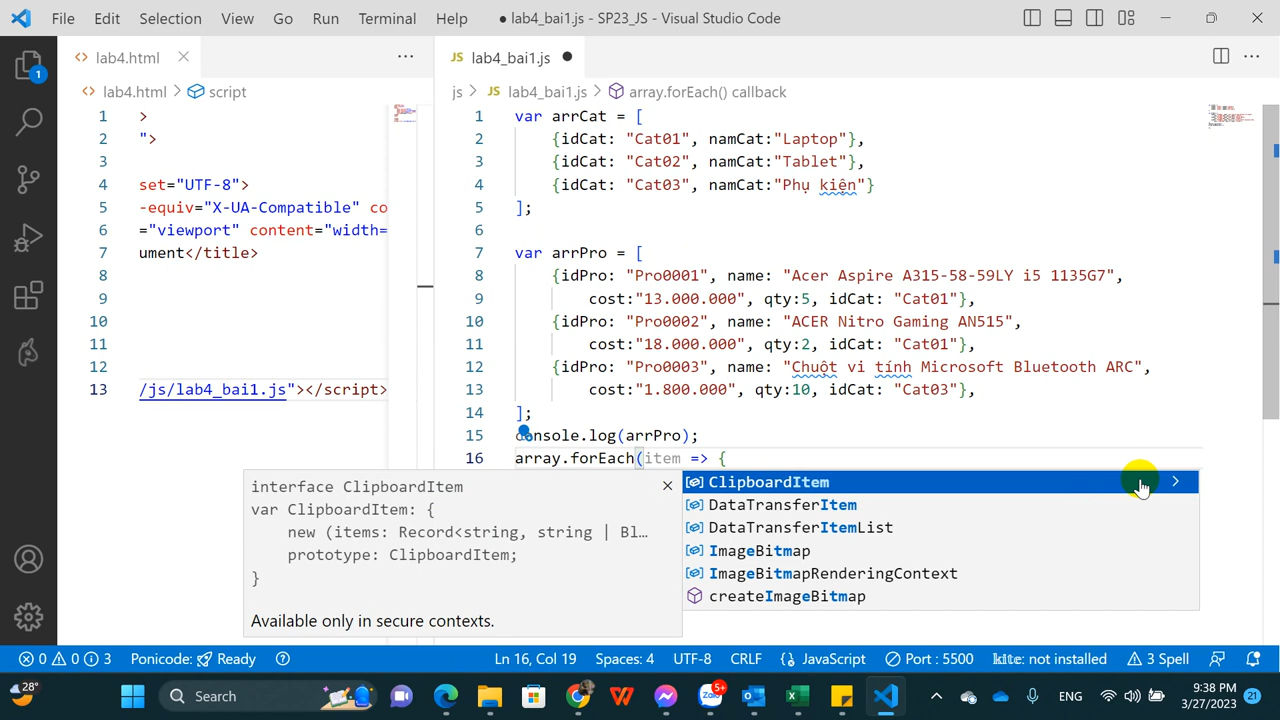 File Edit Selection View Go Run Terminal Help ● lab4_bai1.js - SP23_JS - Visual Studio Code
lab4.html
lab4.html > script
1 >
2 ">
3
4 set="UTF-8">
5 -equiv="X-UA-Compatible" co
6 ="viewport" content="width=
7 ument</title>
8
9
10
11
12
13 /js/lab4_bai1.js"></script>
JS lab4_bai1.js ●
js > JS lab4_bai1.js > array.forEach() callback
1 var arrCat = [
2 {idCat: "Cat01", namCat:"Laptop"},
3 {idCat: "Cat02", namCat:"Tablet"},
4 {idCat: "Cat03", namCat:"Phụ kiện"}
5 ];
6
7 var arrPro = [
8 {idPro: "Pro0001", name: "Acer Aspire A315-58-59LY i5 1135G7",
9 cost:"13.000.000", qty:5, idCat: "Cat01"},
10 {idPro: "Pro0002", name: "ACER Nitro Gaming AN515",
11 cost:"18.000.000", qty:2, idCat: "Cat01"},
12 {idPro: "Pro0003", name: "Chuột vi tính Microsoft Bluetooth ARC",
13 cost:"1.800.000", qty:10, idCat: "Cat03"},
14 ];
15 console.log(arrPro);
16 array.forEach(item => {
interface ClipboardItem
var ClipboardItem: {
new (items: Record<string, string | Bl…
prototype: ClipboardItem;
}
Available only in secure contexts.
ClipboardItem
DataTransferItem
DataTransferItemList
ImageBitmap
ImageBitmapRenderingContext
createImageBitmap
1
0 0 3 Ponicode: Ready Ln 16, Col 19 Spaces: 4 UTF-8 CRLF {} JavaScript Port : 5500 kite: not installed 3 Spell
28° Search 5+ ENG 9:38 PM 21
3/27/2023